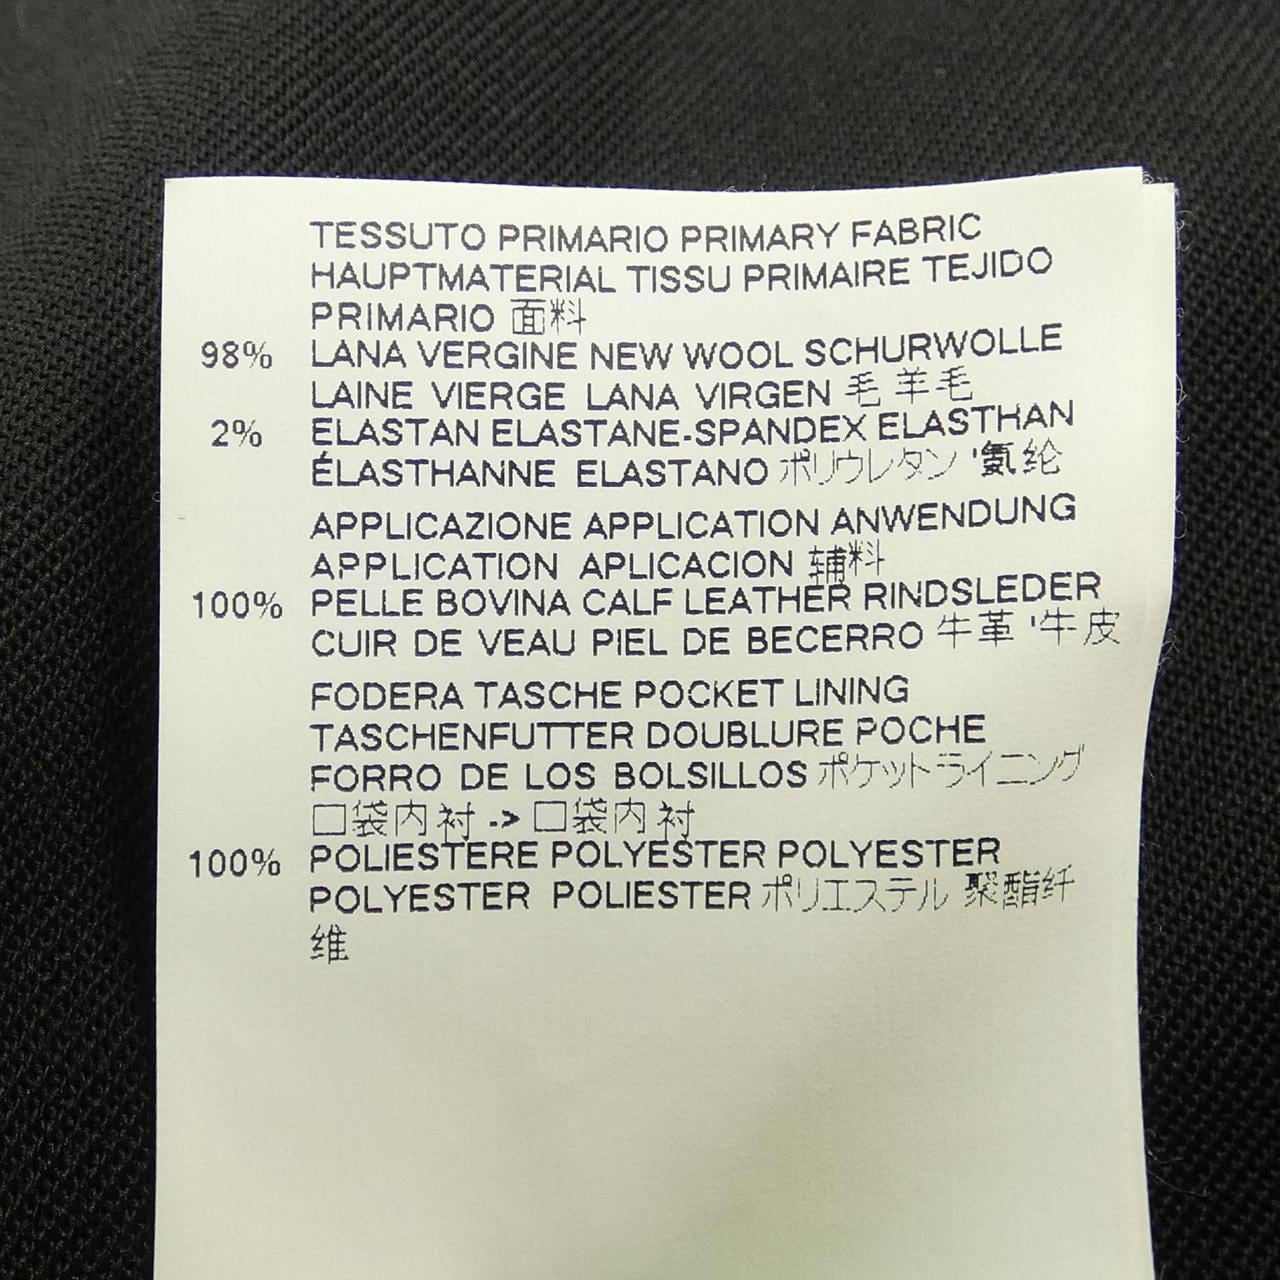 TESSUTO PRIMARIO PRIMARY FABRIC
HAUPTMATERIAL TISSU PRIMAIRE TEJIDO
PRIMARIO 面料
98% LANA VERGINE NEW WOOL SCHURWOLLE
LAINE VIERGE LANA VIRGEN 毛 羊毛
2% ELASTAN ELASTANE-SPANDEX ELASTHAN
ÉLASTHANNE ELASTANO ポリウレタン '氨纶
APPLICAZIONE APPLICATION ANWENDUNG
APPLICATION APLICACION 辅料
100% PELLE BOVINA CALF LEATHER RINDSLEDER
CUIR DE VEAU PIEL DE BECERRO 牛革 '牛皮
FODERA TASCHE POCKET LINING
TASCHENFUTTER DOUBLURE POCHE
FORRO DE LOS BOLSILLOS ポケットライニング
口袋内衬 -> 口袋内衬
100% POLIESTERE POLYESTER POLYESTER
POLYESTER POLIESTER ポリエステル 聚酯纤
维